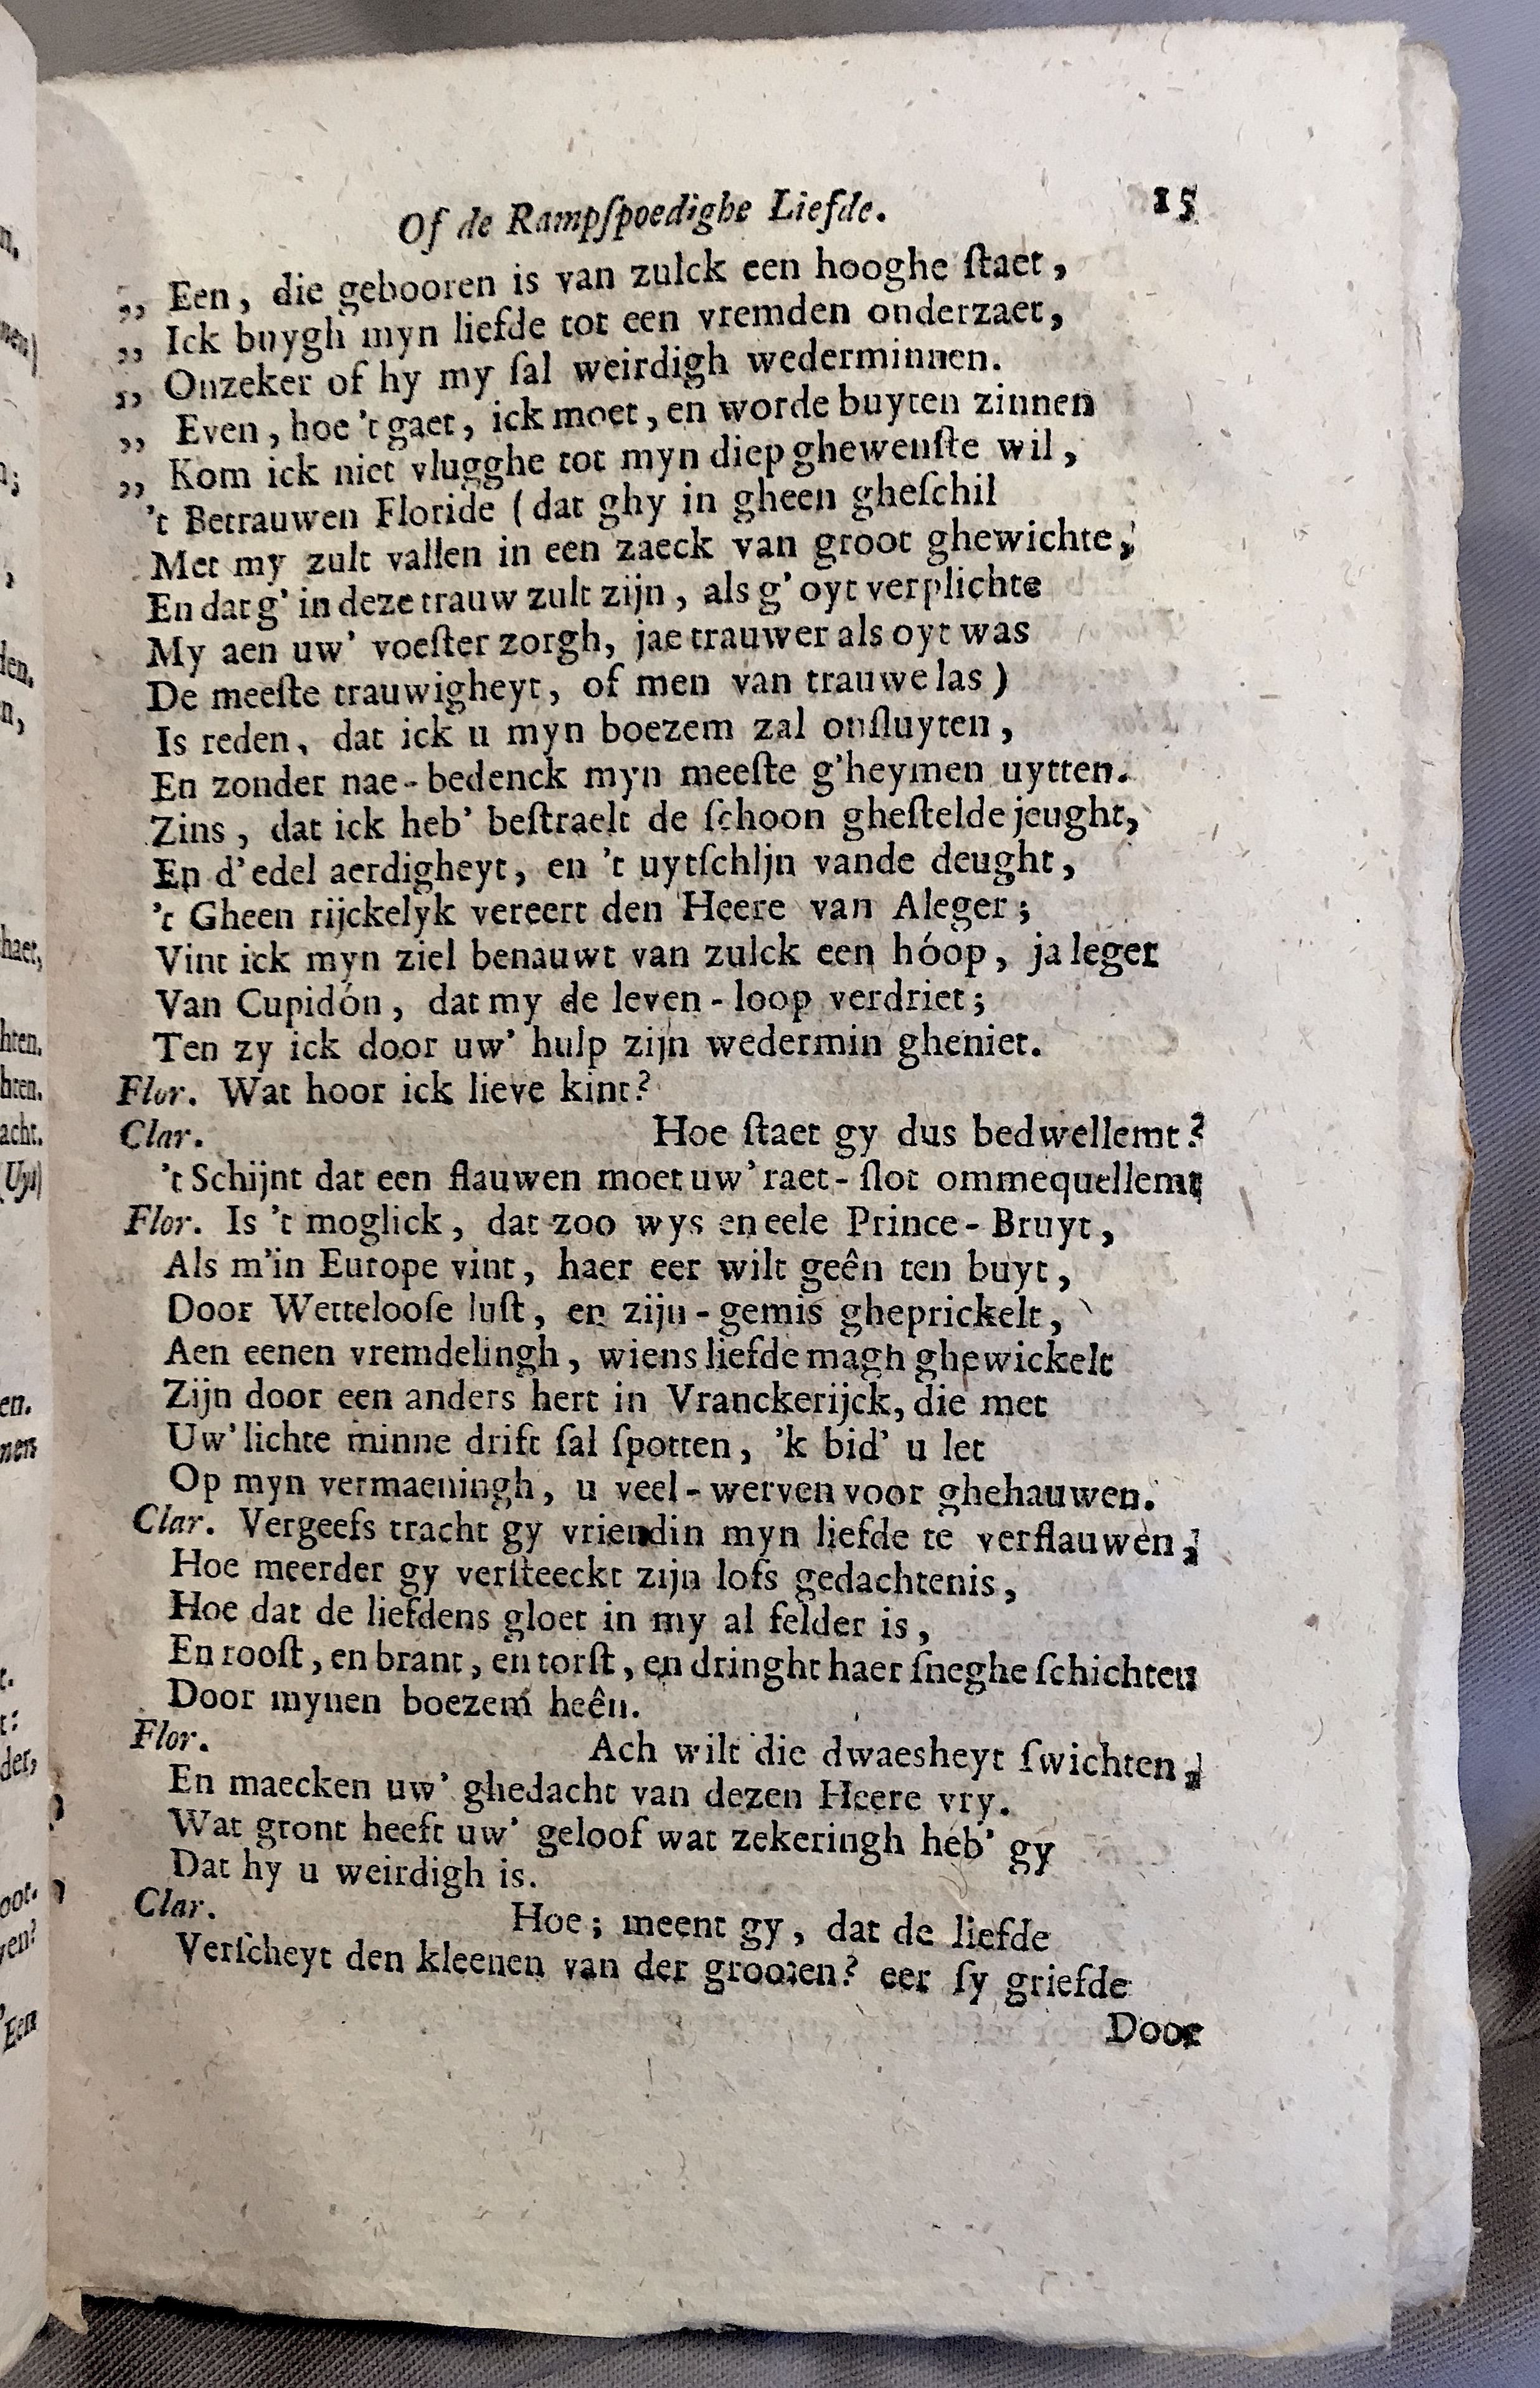 Of de Rampſpoedighe Liefde. 15
„ Een, die gebooren is van zulck een hooghe ſtaet,
„ Ick buygh myn liefde tot een vremden onderzaet,
„ Onzeker of hy my ſal weirdigh wederminnen.
„ Even, hoe 't gaet, ick moet, en worde buyten zinnen
„ Kom ick niet vlugghe tot myn diep ghewenſte wil,
't Betrauwen Floride (dat ghy in gheen gheſchil
Met my zult vallen in een zaeck van groot ghewichte,
En dat g' in deze trauw zult zijn, als g' oyt verplichte
My aen uw' voeſter zorgh, jae trauwer als oyt was
De meeſte trauwigheyt, of men van trauwe las)
Is reden, dat ick u myn boezem zal onſluyten,
En zonder nae-bedenck myn meeſte g'heymen uytten.
Zins, dat ick heb' beſtraelt de ſchoon gheſtelde jeught,
En d'edel aerdigheyt, en 't uytſchljn vande deught,
't Gheen rijckelyk vereert den Heere van Aleger;
Vint ick myn ziel benauwt van zulck een hóop, ja leger
Van Cupidón, dat my de leven-loop verdriet;
Ten zy ick door uw' hulp zijn wedermin gheniet.
Flor. Wat hoor ick lieve kint?
Clar. Hoe ſtaet gy dus bedwellemt?
't Schijnt dat een flauwen moet uw' raet-ſlot ommequellemt
Flor. Is 't moglick, dat zoo wys en eele Prince-Bruyt,
Als m'in Europe vint, haer eer wilt geên ten buyt,
Door Wetteloose luſt, en zijn-gemis gheprickelt,
Aen eenen vremdelingh, wiens liefde magh ghewickelt
Zijn door een anders hert in Vranckerijck, die met
Uw' lichte minne drift ſal ſpotten, 'k bid' u let
Op myn vermaeningh, u veel-werven voor ghehauwen.
Clar. Vergeefs tracht gy vriendin myn liefde te verflauwen,
Hoe meerder gy verſteeckt zijn lofs gedachtenis,
Hoe dat de liefdens gloet in my al felder is,
En rooſt, en brant, en torſt, en dringht haer ſneghe ſchichten
Door mynen boezem heên.
Flor. Ach wilt die dwaesheyt ſwichten,
En maecken uw' ghedacht van dezen Heere vry.
Wat gront heeft uw' geloof wat zekeringh heb' gy
Dat hy u weirdigh is.
Clar. Hoe; meent gy, dat de liefde
Verſcheyt den kleenen van der grooten? eer ſy griefde
Door